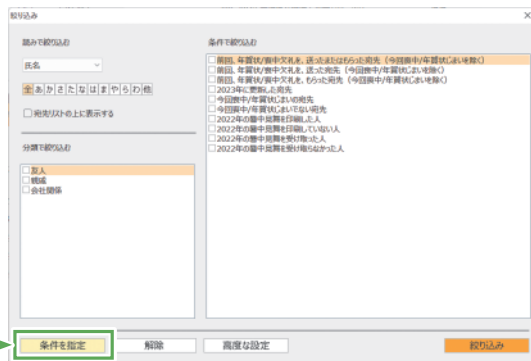 絞り込み
読みで絞り込む
氏名
全 あ か さ た な は ま や ら わ 他
宛先リストの上に表示する
分類で絞り込む
友人
親戚
会社関係
条件で絞り込む
前回、年賀状/喪中欠礼を、送ったまたはもらった宛先（今回喪中/年賀状じまいを除く）
前回、年賀状/喪中欠礼を、送った宛先（今回喪中/年賀状じまいを除く）
前回、年賀状/喪中欠礼を、もらった宛先（今回喪中/年賀状じまいを除く）
2023年に更新した宛先
今回喪中/年賀状じまいの宛先
今回喪中/年賀状じまいでない宛先
2022年の暑中見舞を印刷した人
2022年の暑中見舞を印刷していない人
2022年の暑中見舞を受け取った人
2022年の暑中見舞を受け取らなかった人
条件を指定
解除
高度な設定
絞り込み